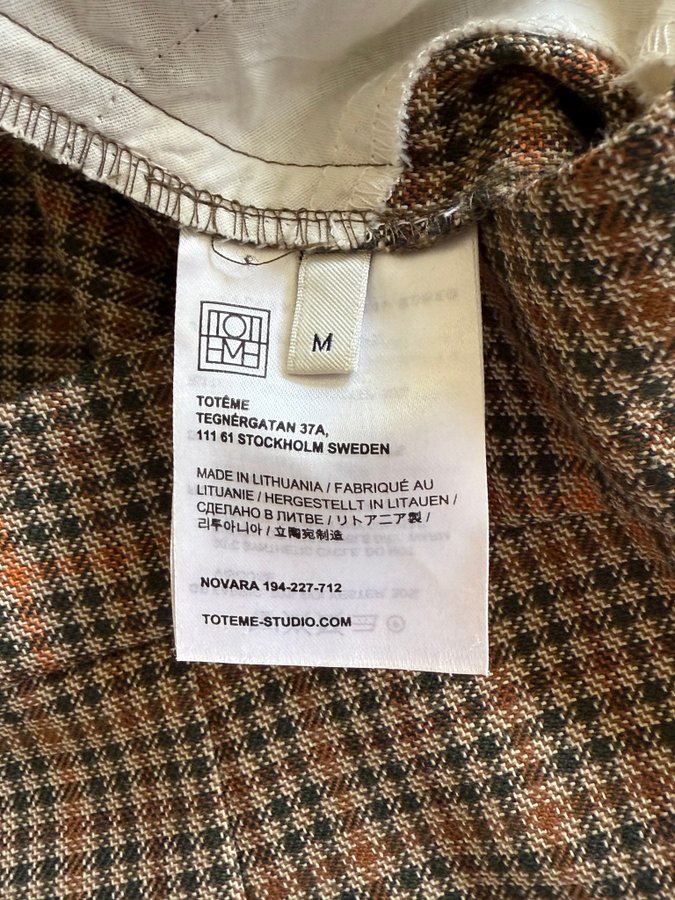 TOTEME
M
TOTÊME
TEGNÉRGATAN 37A,
111 61 STOCKHOLM SWEDEN
MADE IN LITHUANIA / FABRIQUÉ AU
LITUANIE / HERGESTELLT IN LITAUEN /
СДЕЛАНО В ЛИТВЕ / リトアニア製 /
리투아니아 / 立陶宛制造
NOVARA 194-227-712
TOTEME-STUDIO.COM